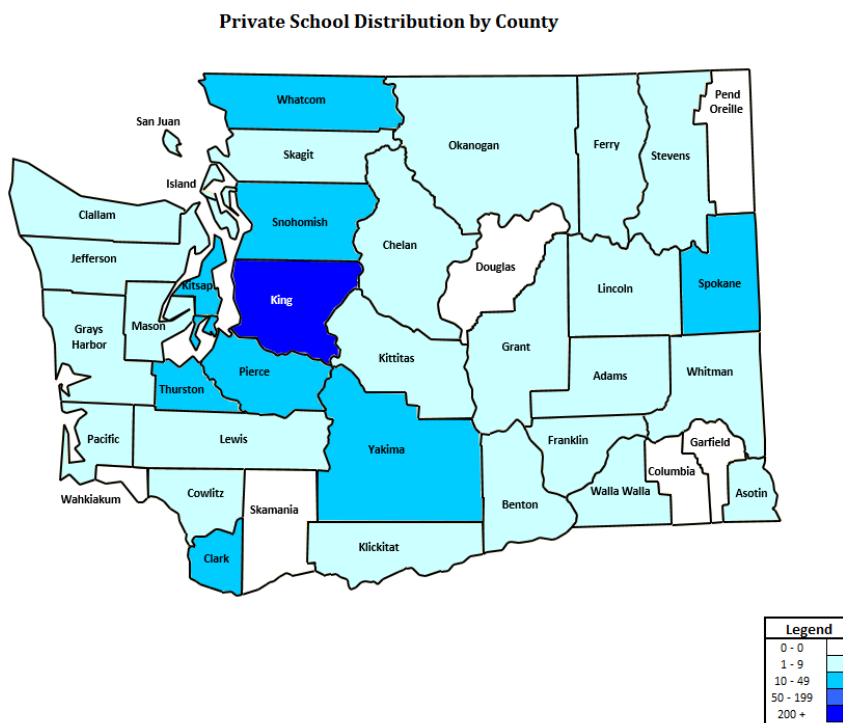 Private School Distribution by County
Whatcom
Pend
Oreille
San Juan
Okanogan
Ferry
Stevens
Skagit
Island
Clallam
Snohomish
Chelan
Jefferson
Douglas
Kitsap
Lincoln
Spokane
King
Mason
Grays
Harbor
Grant
Kittitas
Pierce
Whitman
Adams
Thurston
Pacific
Lewis
Franklin
Garfield
Yakima
Columbia
Wahkiakum
Cowlitz
Walla Walla
Asotin
Skamania
Benton
Klickitat
Clark
Legend
0 - 0
1 - 9
10 - 49
50 - 199
200 +